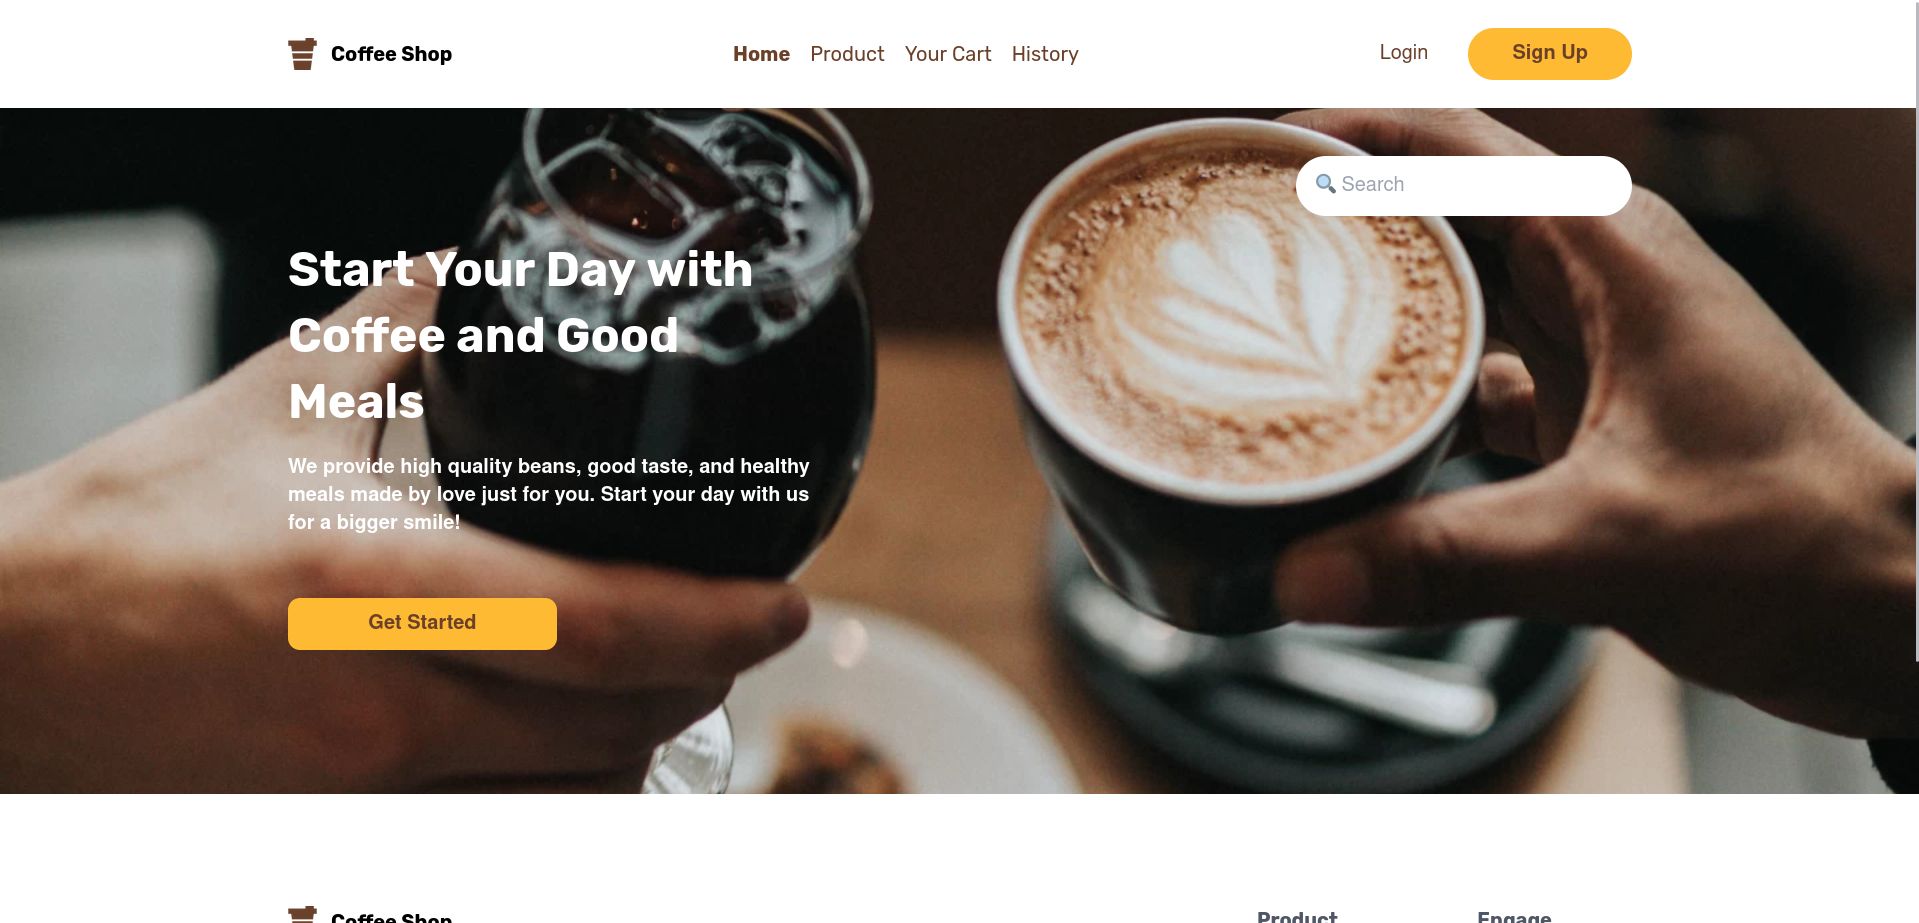 Coffee Shop
Home Product Your Cart History
Login
Sign Up
Search
Start Your Day with
Coffee and Good
Meals
We provide high quality beans, good taste, and healthy
meals made by love just for you. Start your day with us
for a bigger smile!
Get Started
Coffee Shop
Product
Engage